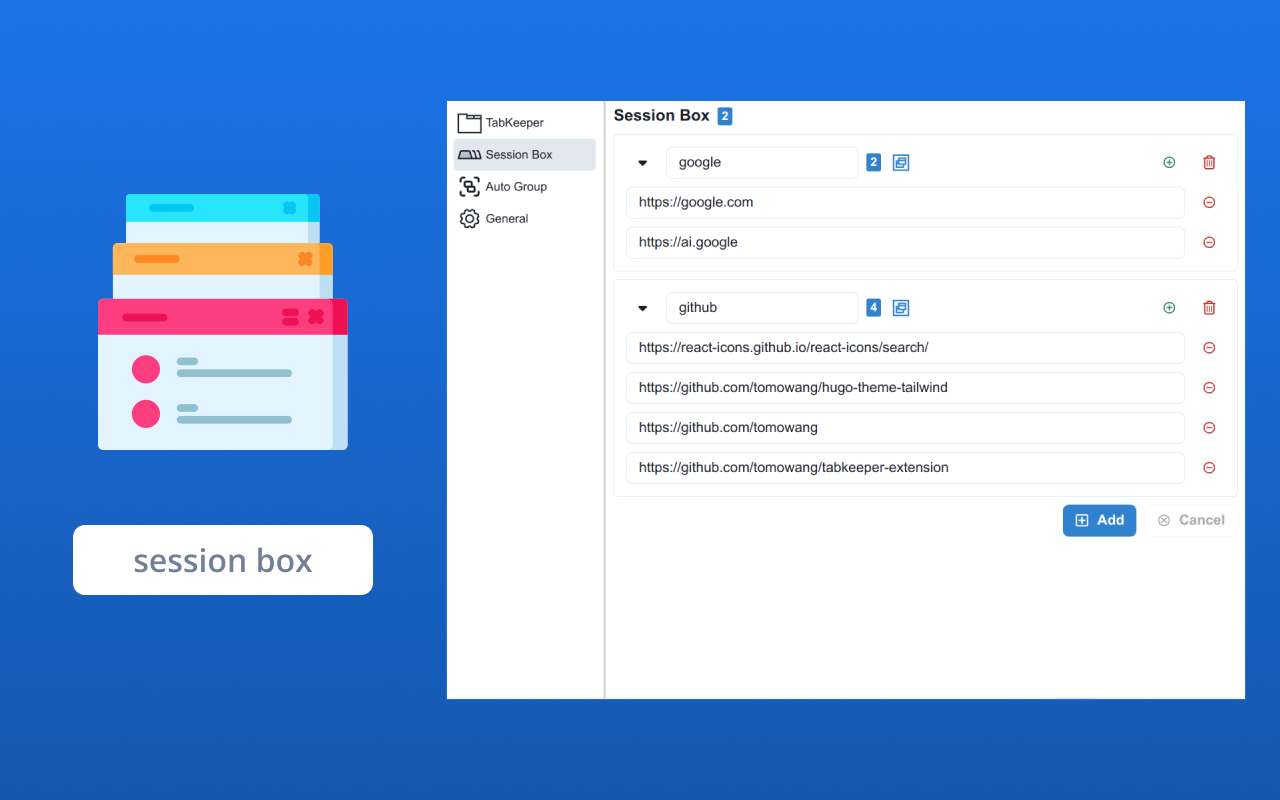 session box
TabKeeper
Session Box
Auto Group
General
Session Box 2
google 2
https://google.com
https://ai.google
github 4
https://react-icons.github.io/react-icons/search/
https://github.com/tomowang/hugo-theme-tailwind
https://github.com/tomowang
https://github.com/tomowang/tabkeeper-extension
Add Cancel